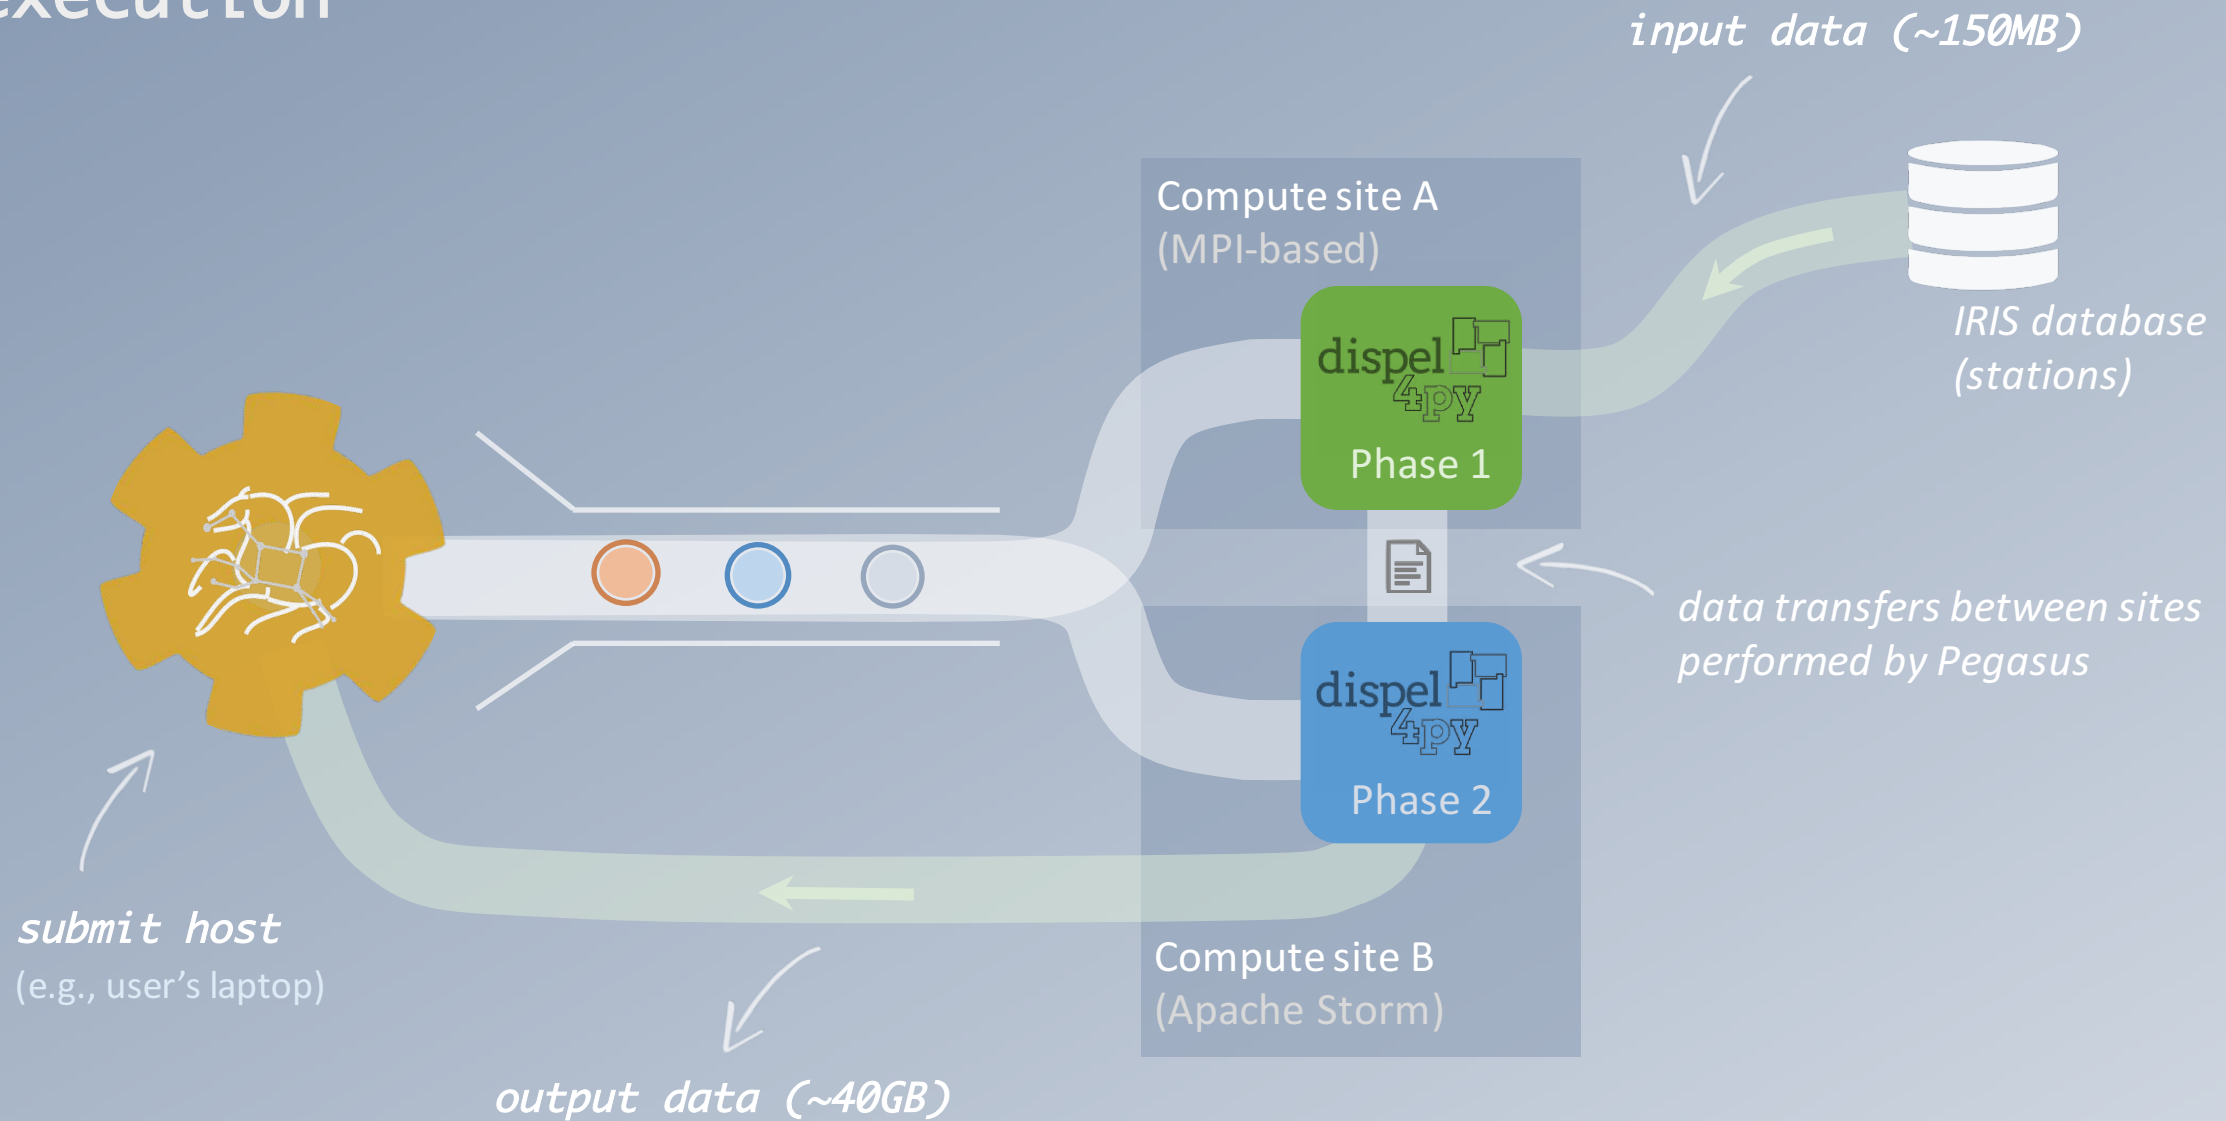 execution
input data (~150MB)
Compute site A
(MPI-based)
IRIS database
(stations)
dispel
4py
Phase 1
data transfers between sites
performed by Pegasus
dispel
4py
Phase 2
submit host
(e.g., user’s laptop)
Compute site B
(Apache Storm)
output data (~40GB)